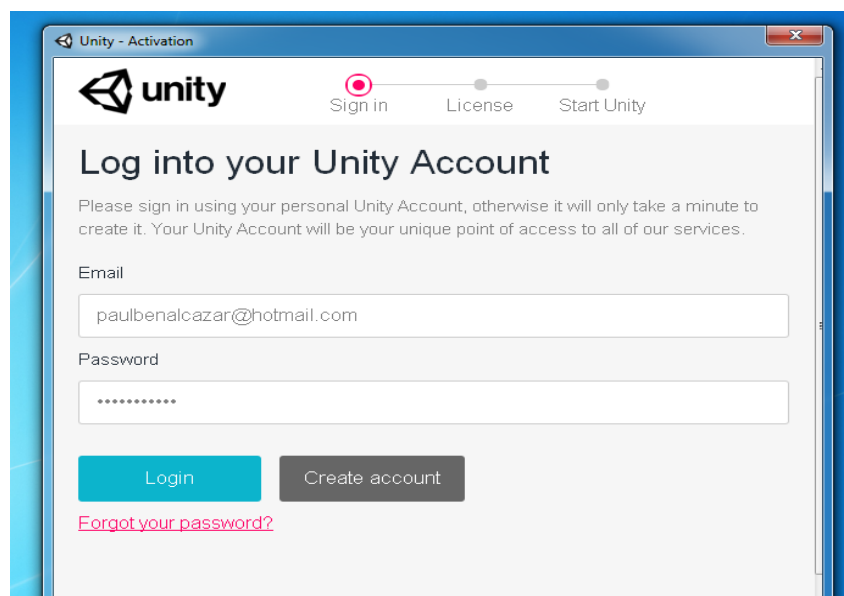 Unity - Activation
unity
Sign in License Start Unity
Log into your Unity Account
Please sign in using your personal Unity Account, otherwise it will only take a minute to
create it. Your Unity Account will be your unique point of access to all of our services.
Email
paulbenalcazar@hotmail.com
Password
•••••••••••
Login Create account
Forgot your password?